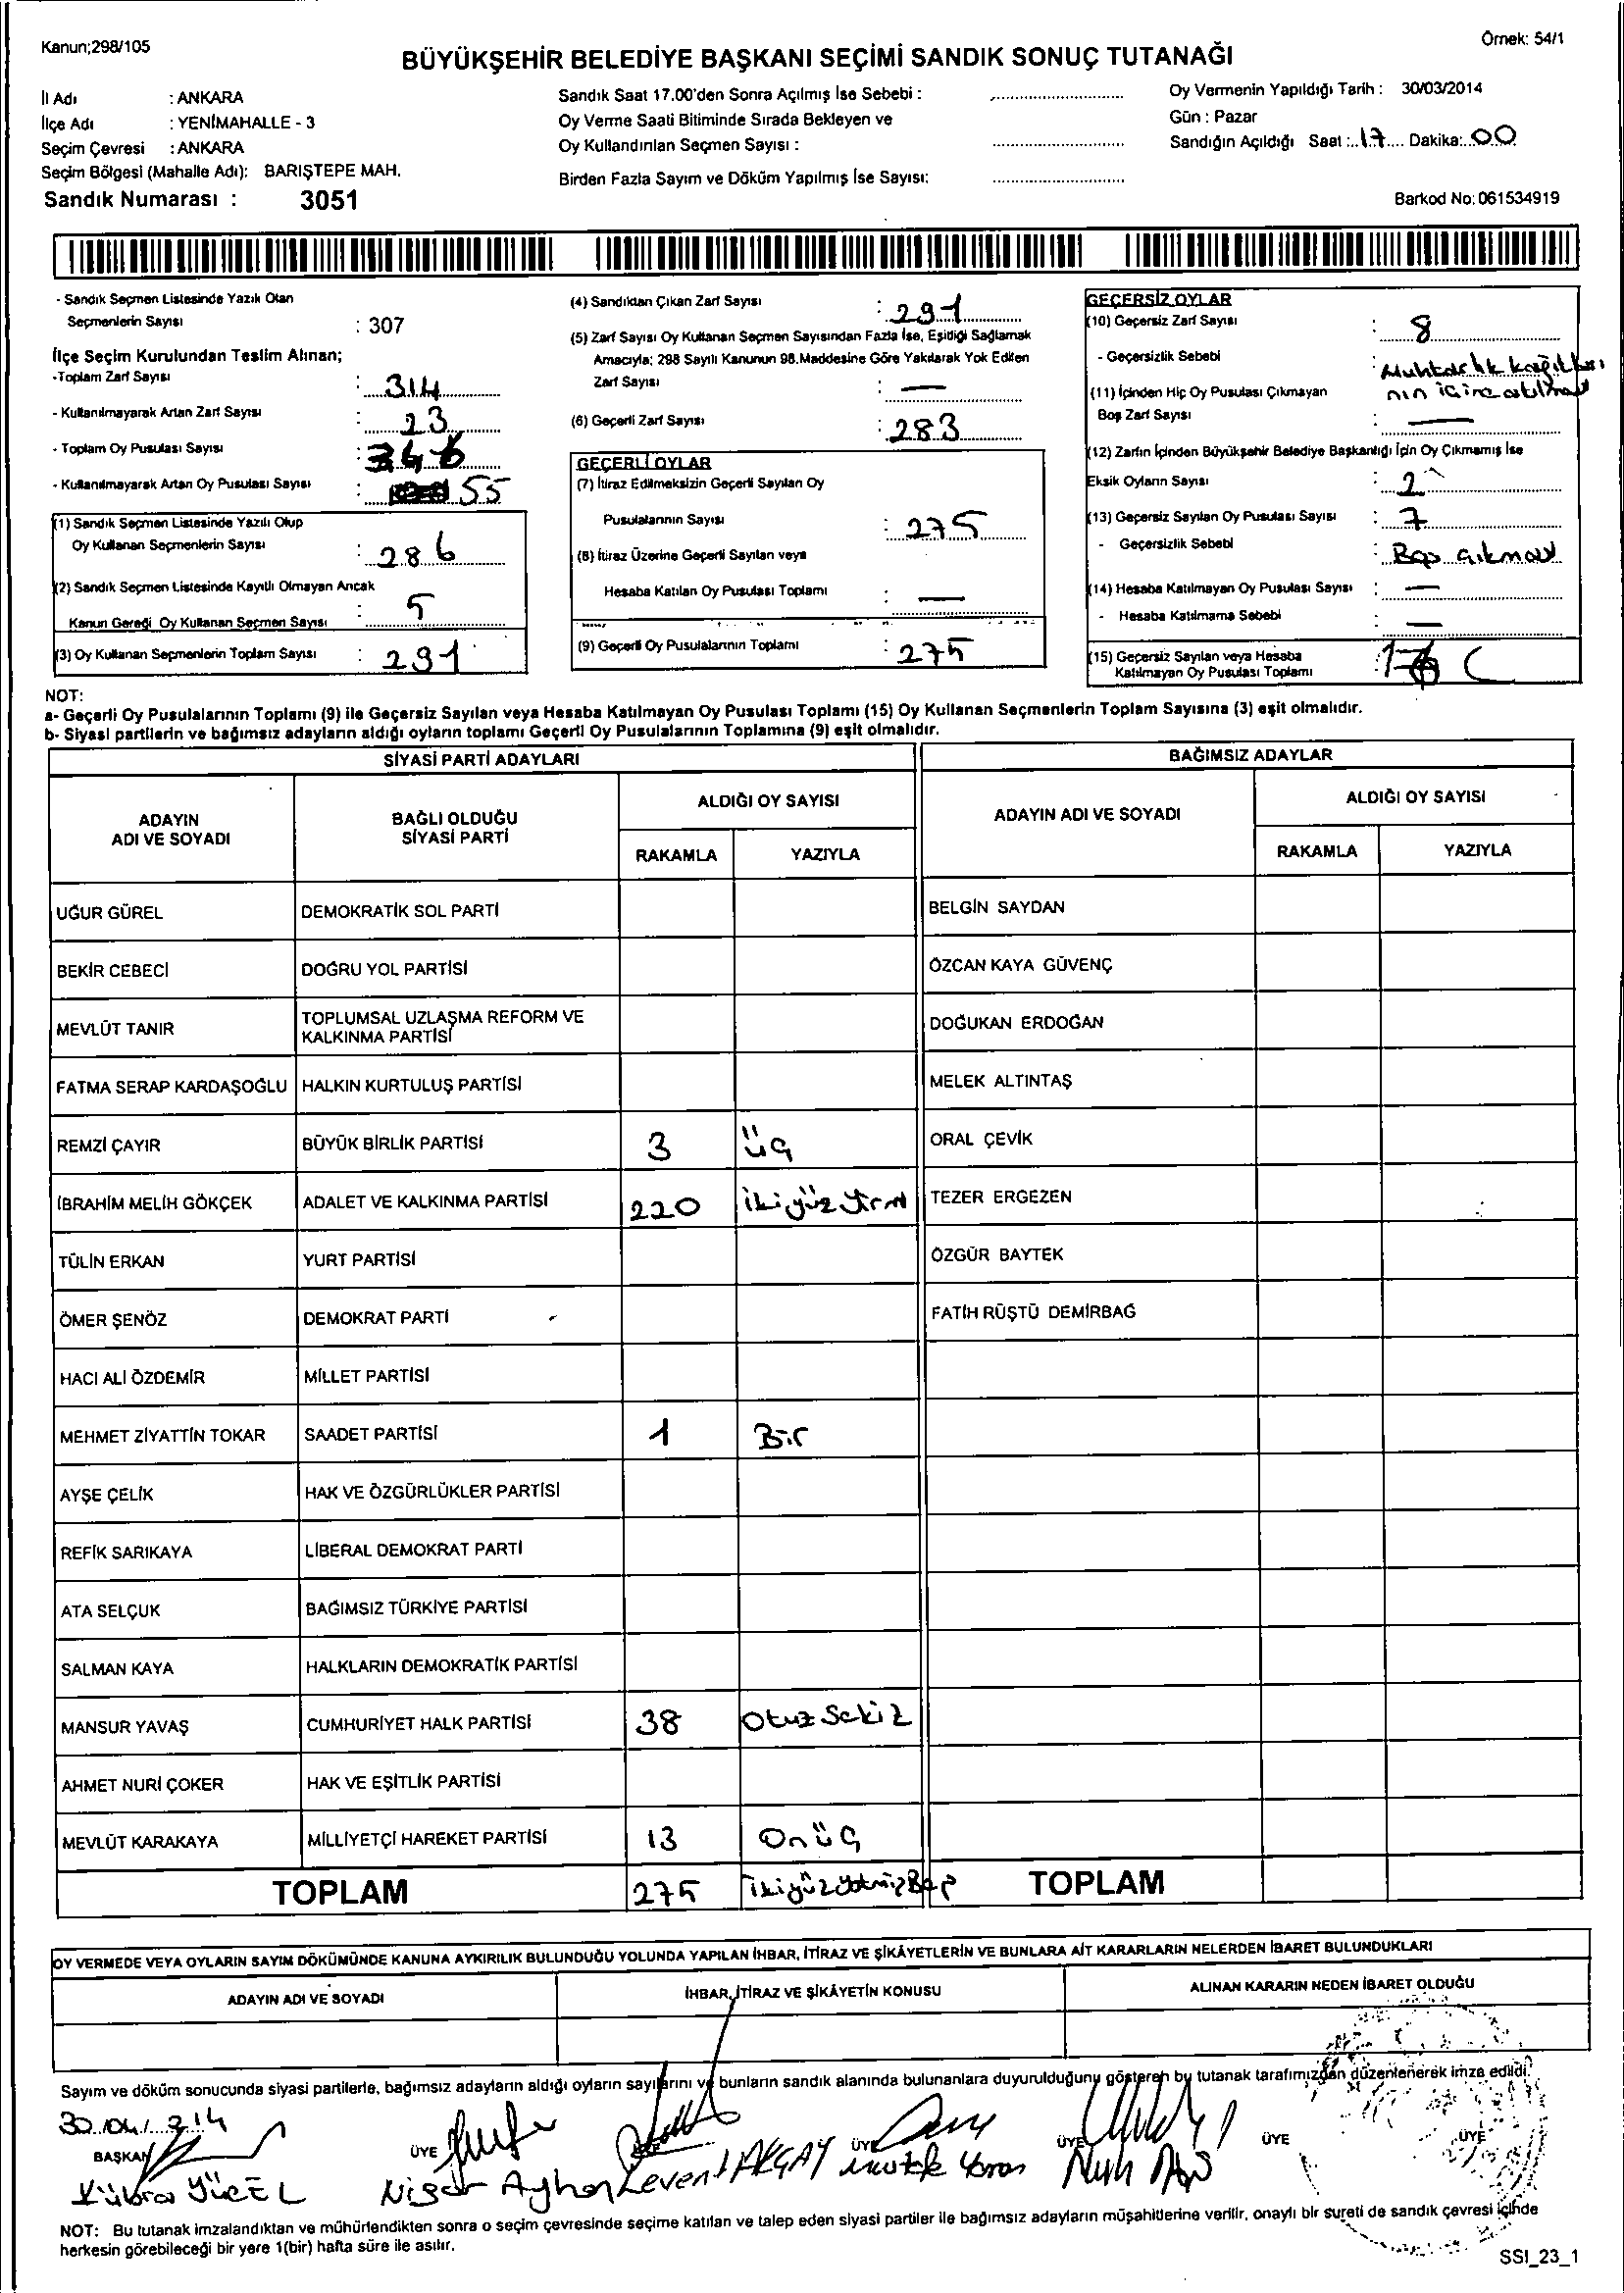 Kanun;298/105
Örnek: 54/1
BÜYÜKŞEHİR BELEDİYE BAŞKANI SEÇİMİ SANDIK SONUÇ TUTANAĞI
İl Adı : ANKARA
İlçe Adı : YENİMAHALLE - 3
Seçim Çevresi : ANKARA
Seçim Bölgesi (Mahalle Adı): BARIŞTEPE MAH.
Sandık Numarası : 3051
Sandık Saat 17.00'den Sonra Açılmış İse Sebebi :
Oy Verme Saati Bitiminde Sırada Bekleyen ve
Oy Kullandırılan Seçmen Sayısı :
Birden Fazla Sayım ve Döküm Yapılmış İse Sayısı:
Oy Vermenin Yapıldığı Tarih : 30/03/2014
Gün : Pazar
Sandığın Açıldığı Saat :..17.... Dakika:..00
Barkod No: 061534919
- Sandık Seçmen Listesinde Yazılı Olan
Seçmenlerin Sayısı : 307
İlçe Seçim Kurulundan Teslim Alınan;
-Toplam Zarf Sayısı : 314
- Kullanılmayarak Artan Zarf Sayısı : 23
- Toplam Oy Pusulası Sayısı : 346
- Kullanılmayarak Artan Oy Pusulası Sayısı : 55
(1) Sandık Seçmen Listesinde Yazılı Olup
Oy Kullanan Seçmenlerin Sayısı : 286
(2) Sandık Seçmen Listesinde Kayıtlı Olmayan Ancak
Kanun Gereği Oy Kullanan Seçmen Sayısı : 5
(3) Oy Kullanan Seçmenlerin Toplam Sayısı : 291
(4) Sandıktan Çıkan Zarf Sayısı : 291
(5) Zarf Sayısı Oy Kullanan Seçmen Sayısından Fazla İse, Eşitliği Sağlamak
Amacıyla; 298 Sayılı Kanunun 98.Maddesine Göre Yakılarak Yok Edilen
Zarf Sayısı : —
(6) Geçerli Zarf Sayısı : 283
GEÇERLİ OYLAR
(7) İtiraz Edilmeksizin Geçerli Sayılan Oy
Pusulalarının Sayısı : 275
(8) İtiraz Üzerine Geçerli Sayılan veya
Hesaba Katılan Oy Pusulası Toplamı : —
(9) Geçerli Oy Pusulalarının Toplamı : 275
GEÇERSİZ OYLAR
(10) Geçersiz Zarf Sayısı : 8
- Geçersizlik Sebebi : Muhtarlık kağıtları
nın içine atılması
(11) İçinden Hiç Oy Pusulası Çıkmayan
Boş Zarf Sayısı : —
(12) Zarfın İçinden Büyükşehir Belediye Başkanlığı İçin Oy Çıkmamış İse
Eksik Oyların Sayısı : 2
(13) Geçersiz Sayılan Oy Pusulası Sayısı : 7
- Geçersizlik Sebebi : Boş çıkması
(14) Hesaba Katılmayan Oy Pusulası Sayısı : —
- Hesaba Katılmama Sebebi : —
(15) Geçersiz Sayılan veya Hesaba
Katılmayan Oy Pusulası Toplamı :
NOT:
a- Geçerli Oy Pusulalarının Toplamı (9) ile Geçersiz Sayılan veya Hesaba Katılmayan Oy Pusulası Toplamı (15) Oy Kullanan Seçmenlerin Toplam Sayısına (3) eşit olmalıdır.
b- Siyasi partilerin ve bağımsız adayların aldığı oyların toplamı Geçerli Oy Pusulalarının Toplamına (9) eşit olmalıdır.
SİYASİ PARTİ ADAYLARI
BAĞIMSIZ ADAYLAR
ADAYIN
ADI VE SOYADI
BAĞLI OLDUĞU
SİYASİ PARTİ
ALDIĞI OY SAYISI
RAKAMLA YAZIYLA
ADAYIN ADI VE SOYADI
ALDIĞI OY SAYISI
RAKAMLA YAZIYLA
UĞUR GÜREL DEMOKRATİK SOL PARTİ BELGİN SAYDAN
BEKİR CEBECİ DOĞRU YOL PARTİSİ ÖZCAN KAYA GÜVENÇ
MEVLÜT TANIR TOPLUMSAL UZLAŞMA REFORM VE
KALKINMA PARTİSİ DOĞUKAN ERDOĞAN
FATMA SERAP KARDAŞOĞLU HALKIN KURTULUŞ PARTİSİ MELEK ALTINTAŞ
REMZİ ÇAYIR BÜYÜK BİRLİK PARTİSİ 3 üç ORAL ÇEVİK
İBRAHİM MELİH GÖKÇEK ADALET VE KALKINMA PARTİSİ 220 ikiyüz yirmi TEZER ERGEZEN
TÜLİN ERKAN YURT PARTİSİ ÖZGÜR BAYTEK
ÖMER ŞENÖZ DEMOKRAT PARTİ FATİH RÜŞTÜ DEMİRBAĞ
HACI ALİ ÖZDEMİR MİLLET PARTİSİ
MEHMET ZİYATTİN TOKAR SAADET PARTİSİ 1 Bir
AYŞE ÇELİK HAK VE ÖZGÜRLÜKLER PARTİSİ
REFİK SARIKAYA LİBERAL DEMOKRAT PARTİ
ATA SELÇUK BAĞIMSIZ TÜRKİYE PARTİSİ
SALMAN KAYA HALKLARIN DEMOKRATİK PARTİSİ
MANSUR YAVAŞ CUMHURİYET HALK PARTİSİ 38 Otuz Sekiz
AHMET NURİ ÇOKER HAK VE EŞİTLİK PARTİSİ
MEVLÜT KARAKAYA MİLLİYETÇİ HAREKET PARTİSİ 13 Onüç
TOPLAM 275 İkiyüzYetmişBeş TOPLAM
OY VERMEDE VEYA OYLARIN SAYIM DÖKÜMÜNDE KANUNA AYKIRILIK BULUNDUĞU YOLUNDA YAPILAN İHBAR, İTİRAZ VE ŞİKÂYETLERİN VE BUNLARA AİT KARARLARIN NELERDEN İBARET BULUNDUKLARI
ADAYIN ADI VE SOYADI İHBAR, İTİRAZ VE ŞİKÂYETİN KONUSU ALINAN KARARIN NEDEN İBARET OLDUĞU
Sayım ve döküm sonucunda siyasi partilerle, bağımsız adayların aldığı oyların sayılarını ve bunların sandık alanında bulunanlara duyurulduğunu gösteren bu tutanak tarafımızdan düzenlenerek imza edildi.
BAŞKAN ÜYE ÜYE ÜYE ÜYE ÜYE
Kübra YÜCEL Nigar Ayhan Levent AKÇAY Nuh
NOT: Bu tutanak imzalandıktan ve mühürlendikten sonra o seçim çevresinde seçime katılan ve talep eden siyasi partiler ile bağımsız adayların müşahitlerine verilir, onaylı bir sureti de sandık çevresi içinde
herkesin görebileceği bir yere 1(bir) hafta süre ile asılır.
SSI_23_1